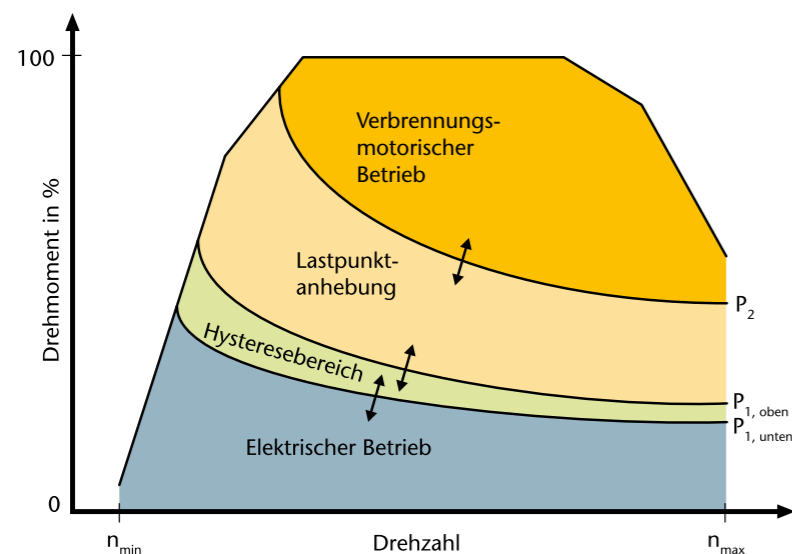 100
Verbrennungs-
motorischer
Betrieb
Drehmoment in %
Lastpunkt-
anhebung
P2
Hysteresebereich
P1, oben
P1, unten
Elektrischer Betrieb
0
nmin
Drehzahl
nmax